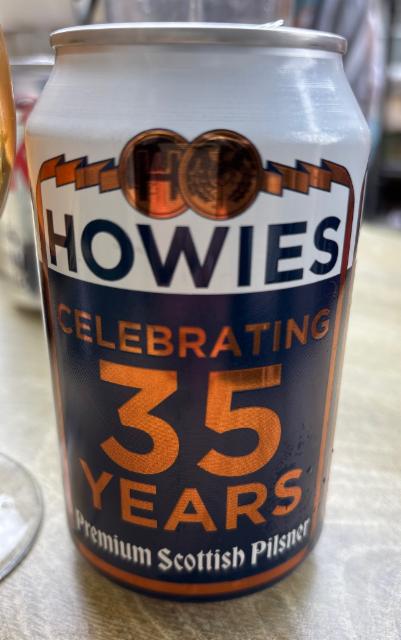 HOWIES
CELEBRATING
35
YEARS
Premium Scottish Pilsner